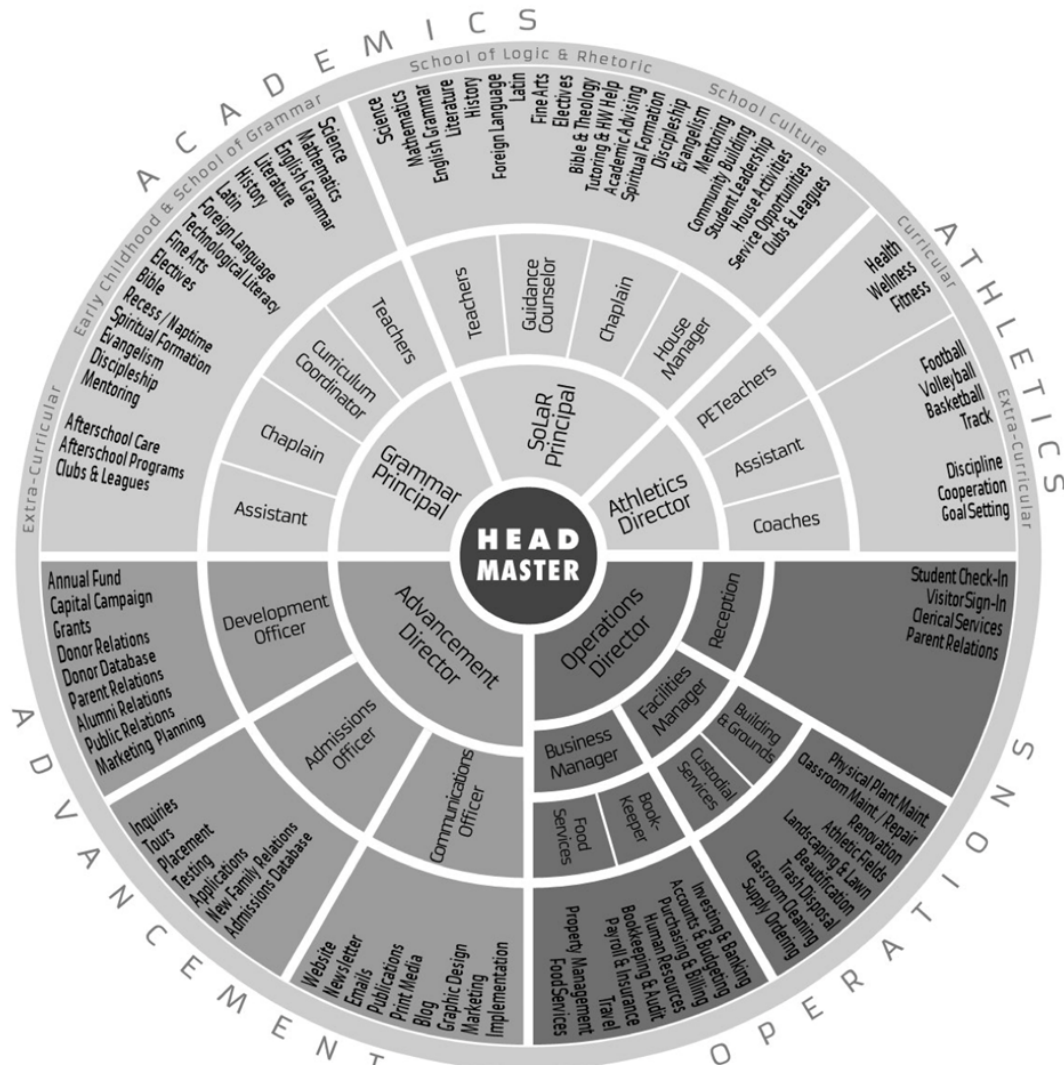 ACADEMICS
Early Childhood & School of Grammar
Extra-Curricular
Science
Mathematics
English Grammar
Literature
History
Latin
Foreign Language
Technological Literacy
Fine Arts
Electives
Bible
Recess / Naptime
Spiritual Formation
Evangelism
Discipleship
Mentoring
Afterschool Care
Afterschool Programs
Clubs & Leagues
Teachers
Curriculum
Coordinator
Chaplain
Assistant
Grammar
Principal
School of Logic & Rhetoric
School Culture
Science
Mathematics
English Grammar
Literature
History
Foreign Language
Latin
Fine Arts
Electives
Bible & Theology
Tutoring & HW Help
Academic Advising
Spiritual Formation
Discipleship
Evangelism
Mentoring
Community Building
Student Leadership
House Activities
Service Opportunities
Clubs & Leagues
Teachers
Guidance
Counselor
Chaplain
House
Manager
SoLaR
Principal
ATHLETICS
Curricular
Extra-Curricular
Health
Wellness
Fitness
Football
Volleyball
Basketball
Track
Discipline
Cooperation
Goal Setting
PE Teachers
Assistant
Coaches
Athletics
Director
HEAD
MASTER
ADVANCEMENT
Advancement
Director
Development
Officer
Annual Fund
Capital Campaign
Grants
Donor Relations
Donor Database
Parent Relations
Alumni Relations
Public Relations
Marketing Planning
Admissions
Officer
Inquiries
Tours
Placement
Testing
Applications
New Family Relations
Admissions Database
Communications
Officer
Website
Newsletter
Emails
Publications
Print Media
Blog
Graphic Design
Marketing
Implementation
OPERATIONS
Operations
Director
Reception
Student Check-In
Visitor Sign-In
Clerical Services
Parent Relations
Facilities
Manager
Building
& Grounds
Custodial
Services
Physical Plant Maint.
Classroom Maint / Repair
Renovation
Athletic Fields
Landscaping & Lawn
Beautification
Trash Disposal
Classroom Cleaning
Supply Ordering
Business
Manager
Book-
Keeper
Food
Services
Investing & Banking
Accounts & Budgeting
Purchasing & Billing
Human Resources
Bookkeeping & Audit
Payroll & Insurance
Travel
Property Management
Food Services